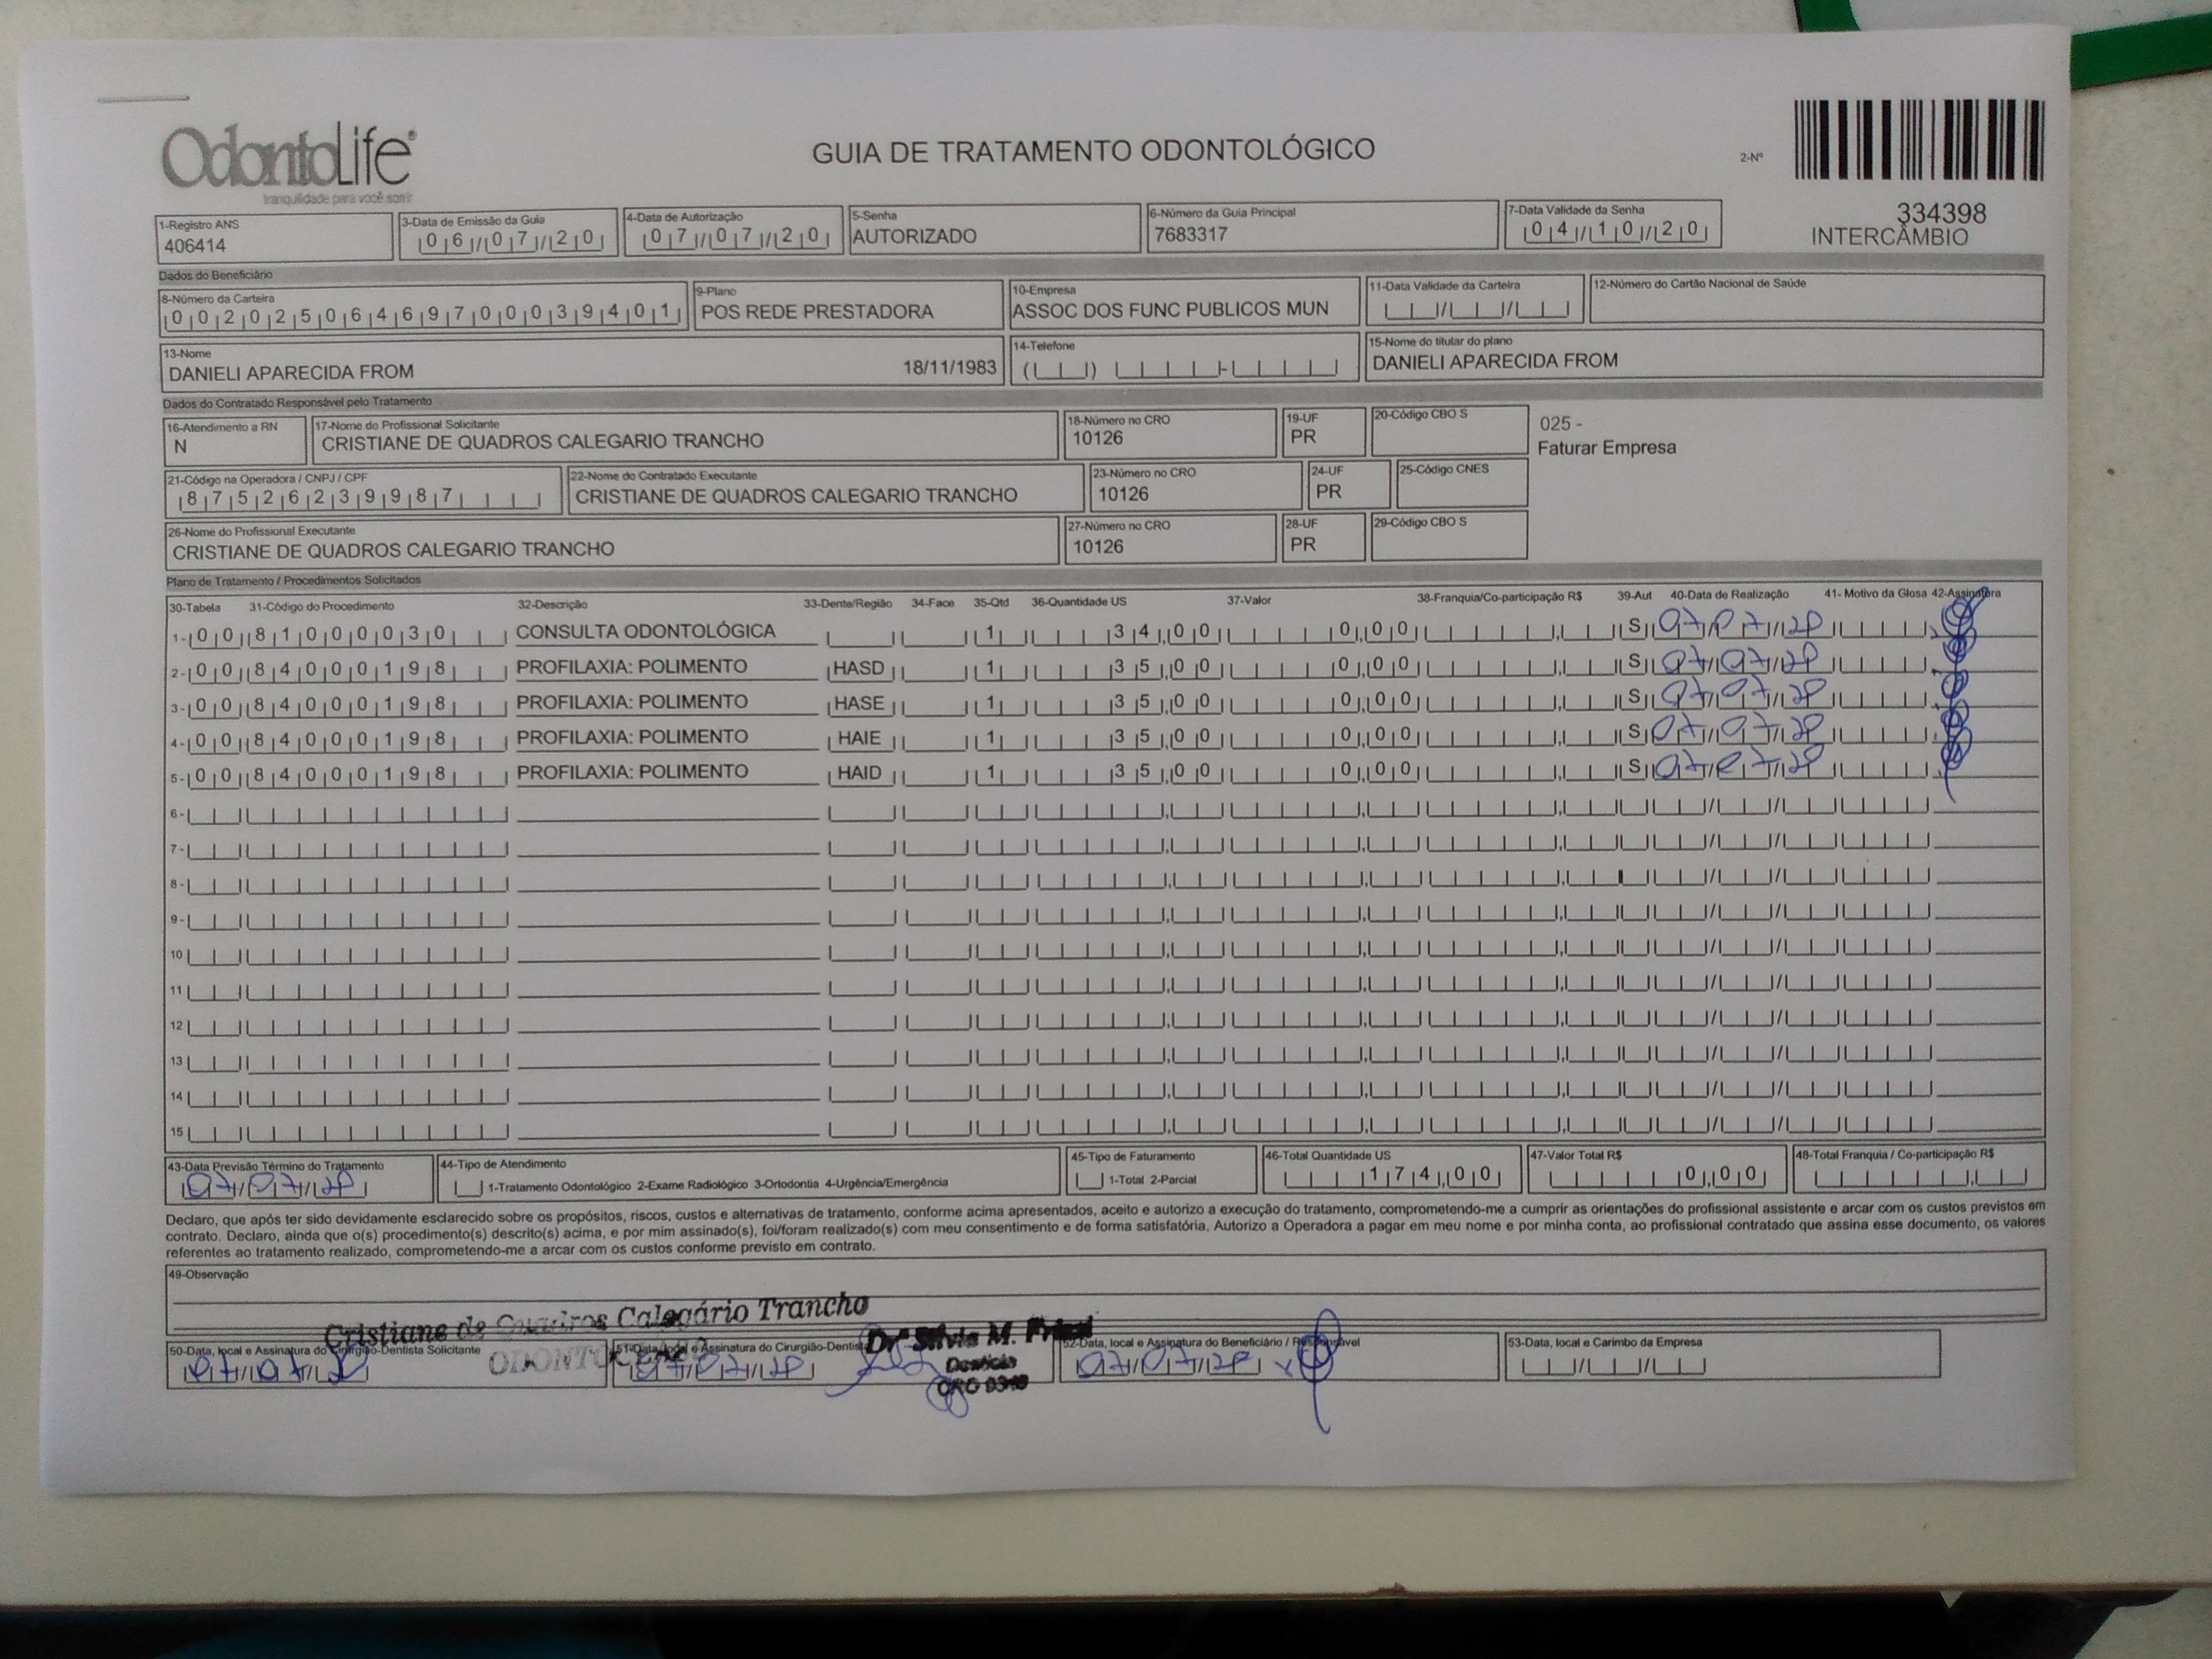 OdontoLife®
tranquilidade para você sorrir
GUIA DE TRATAMENTO ODONTOLÓGICO
2-Nº
334398
INTERCÂMBIO
1-Registro ANS
406414
3-Data de Emissão da Guia
06/07/20
4-Data de Autorização
07/07/20
5-Senha
AUTORIZADO
6-Número da Guia Principal
7683317
7-Data Validade da Senha
04/10/20
Dados do Beneficiário
8-Número da Carteira
00202506469700039401
9-Plano
POS REDE PRESTADORA
10-Empresa
ASSOC DOS FUNC PUBLICOS MUN
11-Data Validade da Carteira
12-Número do Cartão Nacional de Saúde
13-Nome
DANIELI APARECIDA FROM 18/11/1983
14-Telefone
15-Nome do titular do plano
DANIELI APARECIDA FROM
Dados do Contratado Responsável pelo Tratamento
16-Atendimento a RN
N
17-Nome do Profissional Solicitante
CRISTIANE DE QUADROS CALEGARIO TRANCHO
18-Número no CRO
10126
19-UF
PR
20-Código CBO S
025 -
Faturar Empresa
21-Código na Operadora / CNPJ / CPF
87526239987
22-Nome do Contratado Executante
CRISTIANE DE QUADROS CALEGARIO TRANCHO
23-Número no CRO
10126
24-UF
PR
25-Código CNES
26-Nome do Profissional Executante
CRISTIANE DE QUADROS CALEGARIO TRANCHO
27-Número no CRO
10126
28-UF
PR
29-Código CBO S
Plano de Tratamento / Procedimentos Solicitados
30-Tabela 31-Código do Procedimento 32-Descrição 33-Dente/Região 34-Face 35-Qtd 36-Quantidade US 37-Valor 38-Franquia/Co-participação R$ 39-Aut 40-Data de Realização 41- Motivo da Glosa 42-Assinatura
1- 00 81000030 CONSULTA ODONTOLÓGICA 1 34,00 0,00 S 07/07/20
2- 00 84000198 PROFILAXIA: POLIMENTO HASD 1 35,00 0,00 S 07/07/20
3- 00 84000198 PROFILAXIA: POLIMENTO HASE 1 35,00 0,00 S 07/07/20
4- 00 84000198 PROFILAXIA: POLIMENTO HAIE 1 35,00 0,00 S 07/07/20
5- 00 84000198 PROFILAXIA: POLIMENTO HAID 1 35,00 0,00 S 07/07/20
6-
7-
8-
9-
10
11
12
13
14
15
43-Data Previsão Término do Tratamento
07/07/20
44-Tipo de Atendimento
1-Tratamento Odontológico 2-Exame Radiológico 3-Ortodontia 4-Urgência/Emergência
45-Tipo de Faturamento
1-Total 2-Parcial
46-Total Quantidade US
174,00
47-Valor Total R$
0,00
48-Total Franquia / Co-participação R$
Declaro, que após ter sido devidamente esclarecido sobre os propósitos, riscos, custos e alternativas de tratamento, conforme acima apresentados, aceito e autorizo a execução do tratamento, comprometendo-me a cumprir as orientações do profissional assistente e arcar com os custos previstos em
contrato. Declaro, ainda que o(s) procedimento(s) descrito(s) acima, e por mim assinado(s), foi/foram realizado(s) com meu consentimento e de forma satisfatória. Autorizo a Operadora a pagar em meu nome e por minha conta, ao profissional contratado que assina esse documento, os valores
referentes ao tratamento realizado, comprometendo-me a arcar com os custos conforme previsto em contrato.
49-Observação
Cristiane de Quadros Calegário Trancho
50-Data, local e Assinatura do Cirurgião-Dentista Solicitante
07/07/20
51-Data, local e Assinatura do Cirurgião-Dentista
07/07/20
Drª Silvia M.
Dentista
CRO
52-Data, local e Assinatura do Beneficiário / Responsável
07/07/20
53-Data, local e Carimbo da Empresa